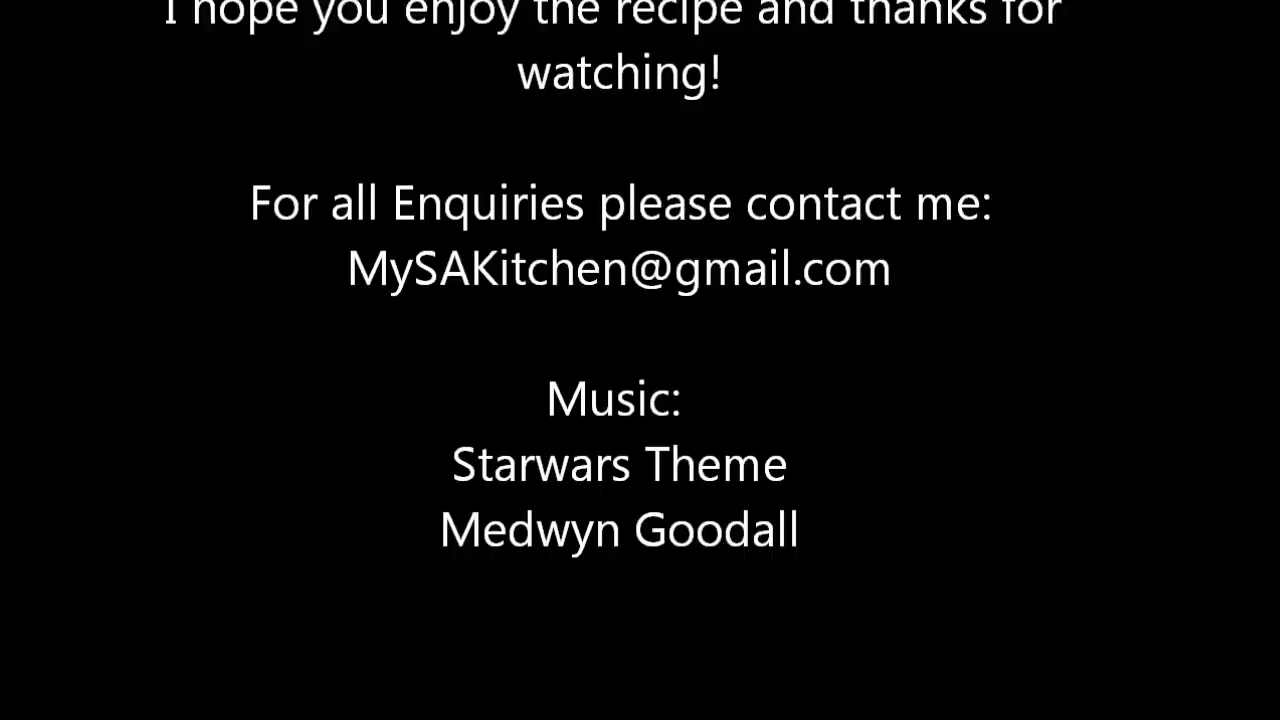 I hope you enjoy the recipe and thanks for
watching!
For all Enquiries please contact me:
MySAKitchen@gmail.com
Music:
Starwars Theme
Medwyn Goodall